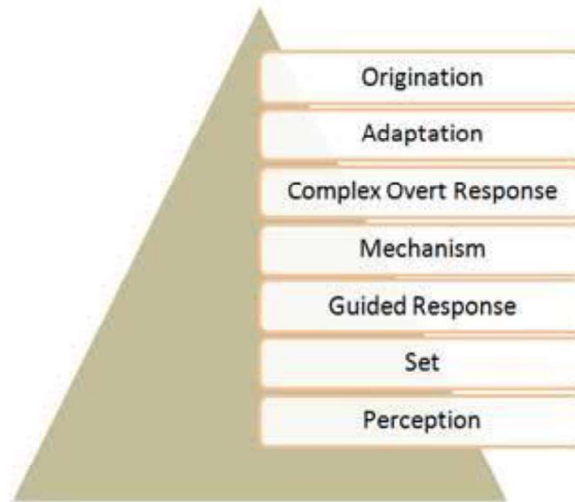 Origination
Adaptation
Complex Overt Response
Mechanism
Guided Response
Set
Perception